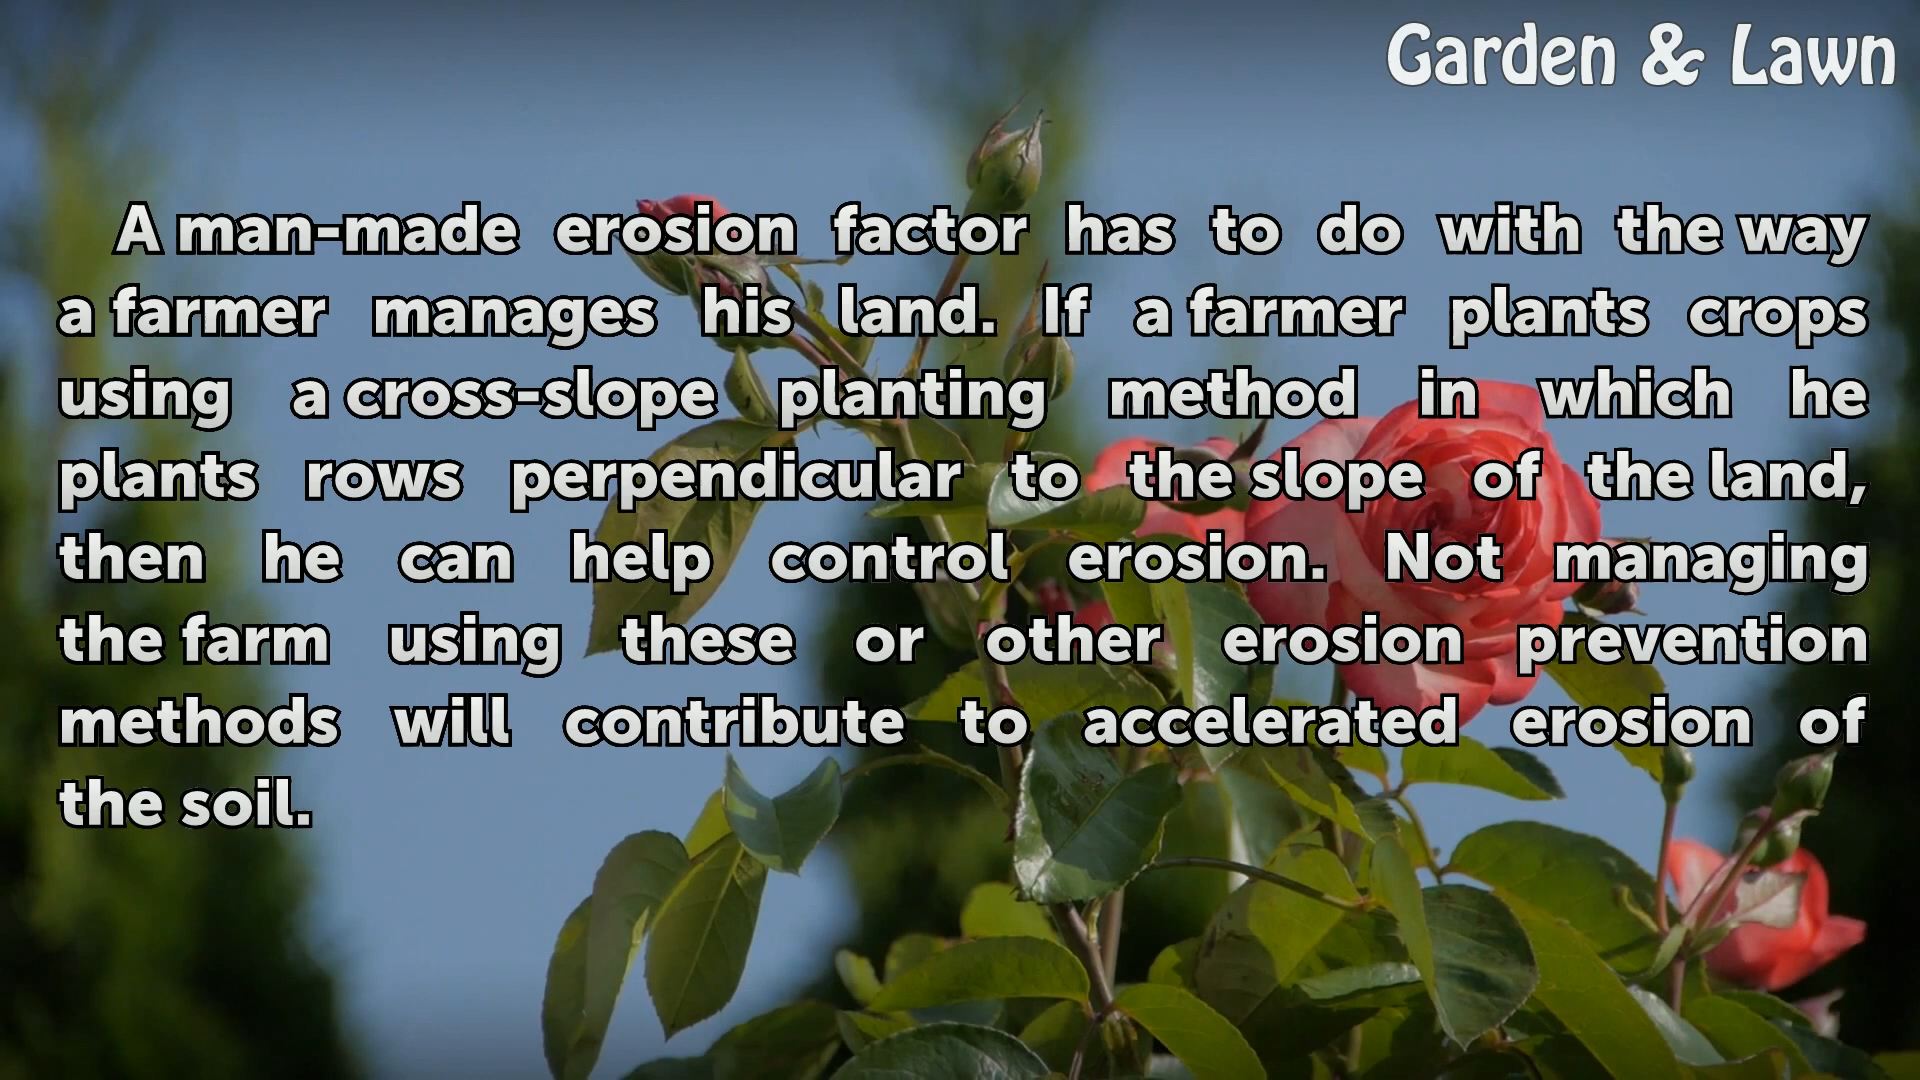 Garden & Lawn
A man-made erosion factor has to do with the way
a farmer manages his land. If a farmer plants crops
using a cross-slope planting method in which he
plants rows perpendicular to the slope of the land,
then he can help control erosion. Not managing
the farm using these or other erosion prevention
methods will contribute to accelerated erosion of
the soil.